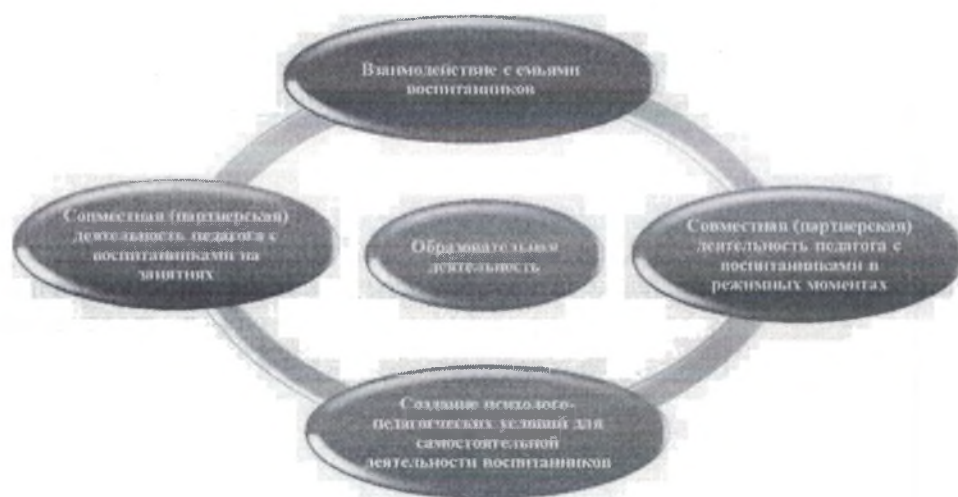 Взаимодействие с семьями
воспитанников
Совместная (партнерская)
деятельность педагога с
воспитанниками на
занятиях
Образовательная
деятельность
Совместная (партнерская)
деятельность педагога с
воспитанниками в
режимных моментах
Создание психолого-
педагогических условий для
самостоятельной
деятельности воспитанников